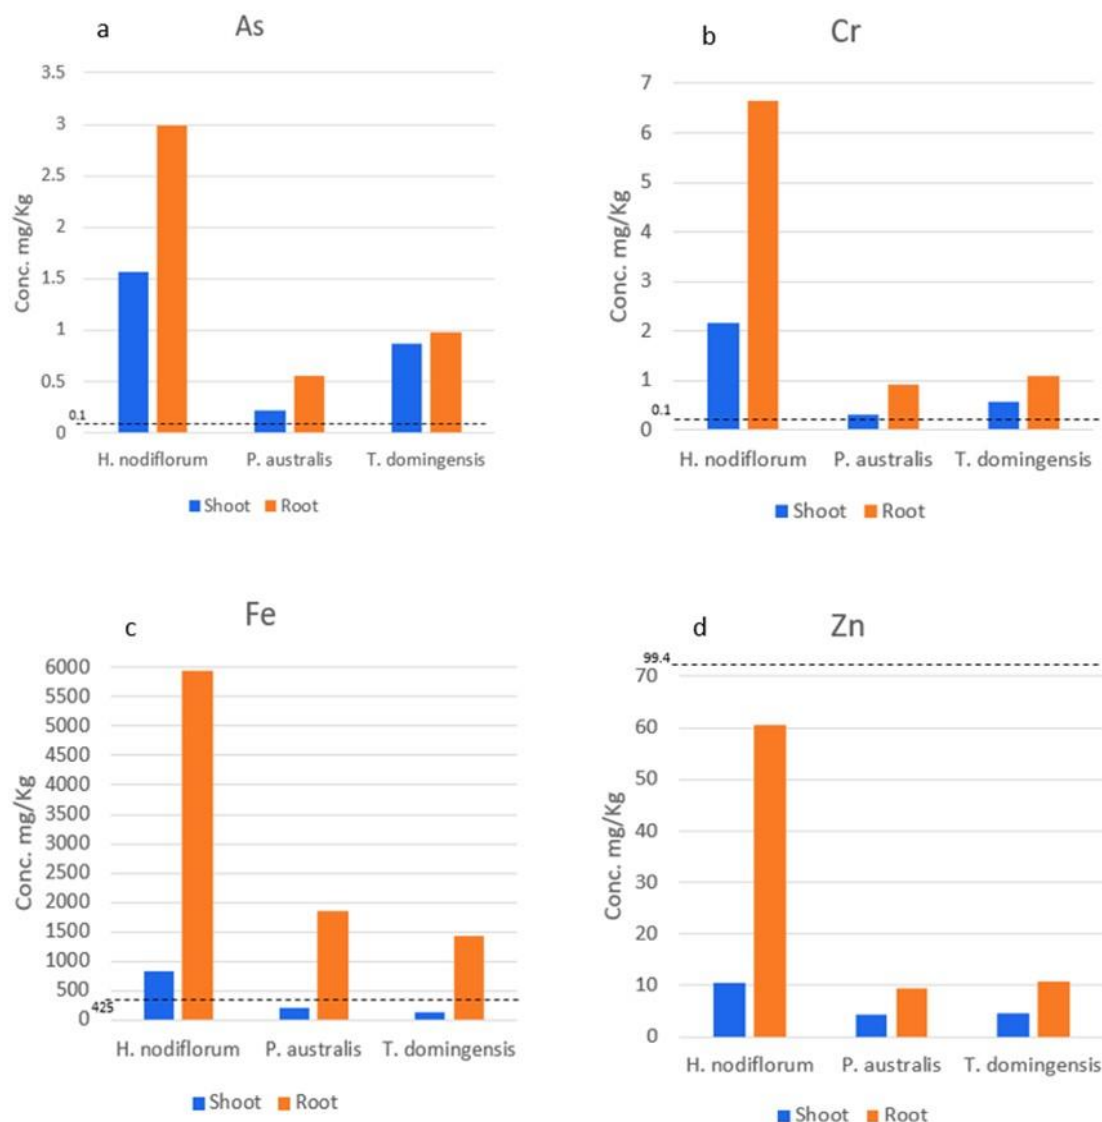 a As
Conc. mg/Kg
3.5
3
2.5
2
1.5
1
0.5
0.1
0
H. nodiflorum P. australis T. domingensis
Shoot Root
b Cr
Conc. mg/Kg
7
6
5
4
3
2
1
0.1
0
H. nodiflorum P. australis T. domingensis
Shoot Root
c Fe
Conc. mg/Kg
6000
5500
5000
4500
4000
3500
3000
2500
2000
1500
1000
500
425
0
H. nodiflorum P. australis T. domingensis
Shoot Root
d Zn
Conc. mg/Kg
99.4
70
60
50
40
30
20
10
0
H. nodiflorum P. australis T. domingensis
Shoot Root